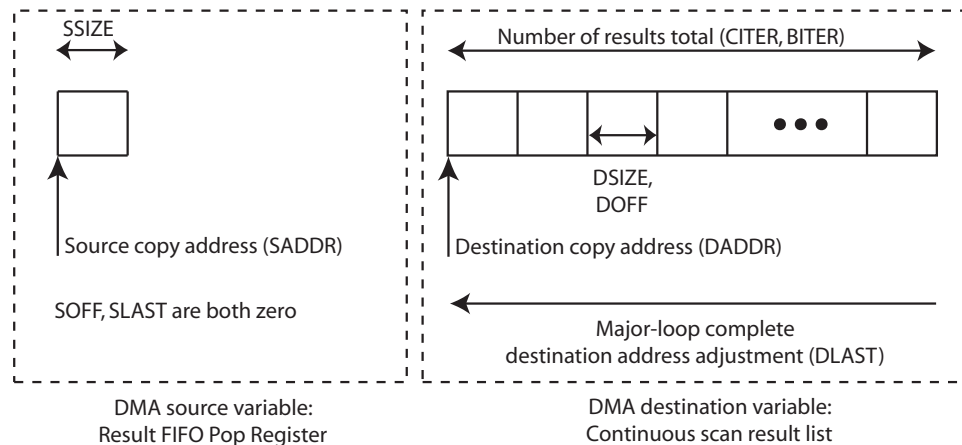 SSIZE
Source copy address (SADDR)
SOFF, SLAST are both zero
DMA source variable:
Result FIFO Pop Register
Number of results total (CITER, BITER)
DSIZE,
DOFF
Destination copy address (DADDR)
Major-loop complete
destination address adjustment (DLAST)
DMA destination variable:
Continuous scan result list